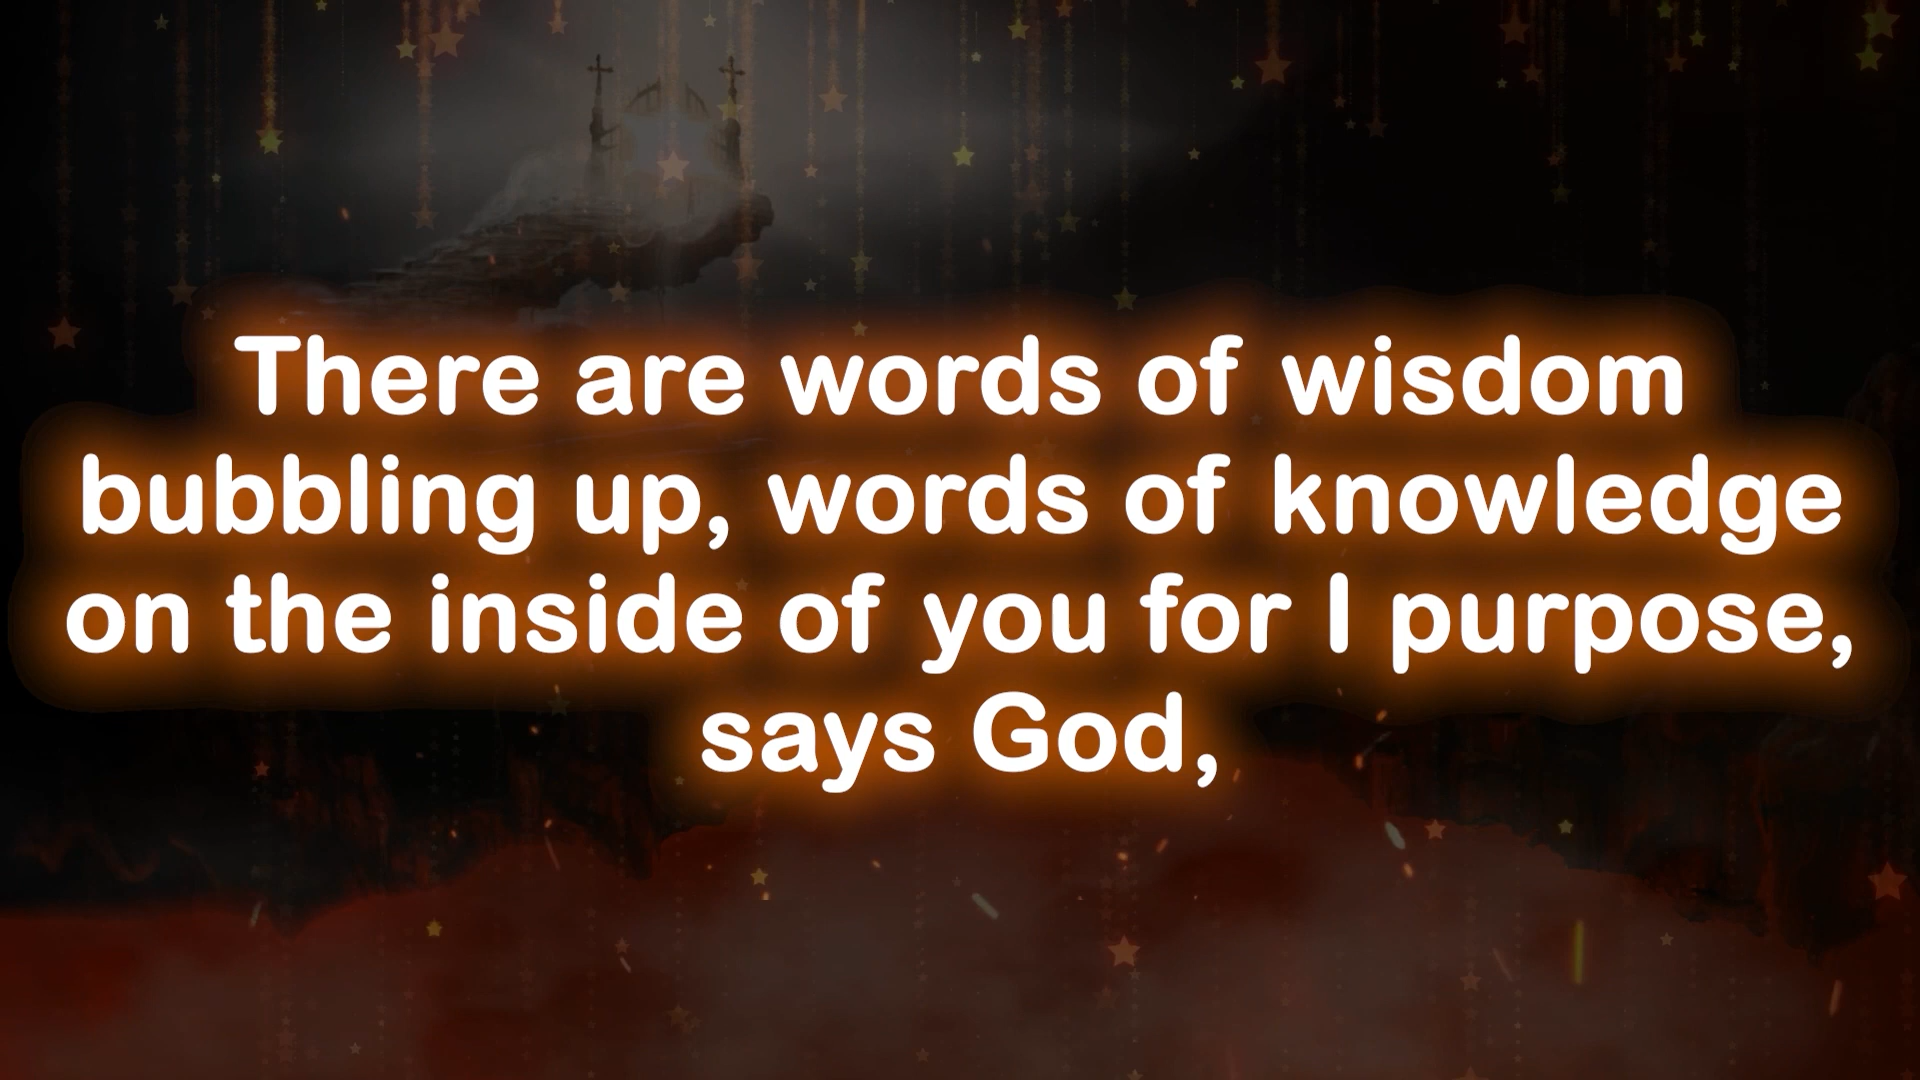 There are words of wisdom
bubbling up, words of knowledge
on the inside of you for I purpose,
says God,